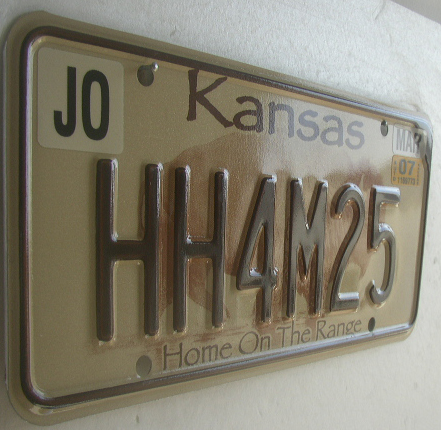 JO
Kansas
MAR
07
HH4M25
Home On The Range